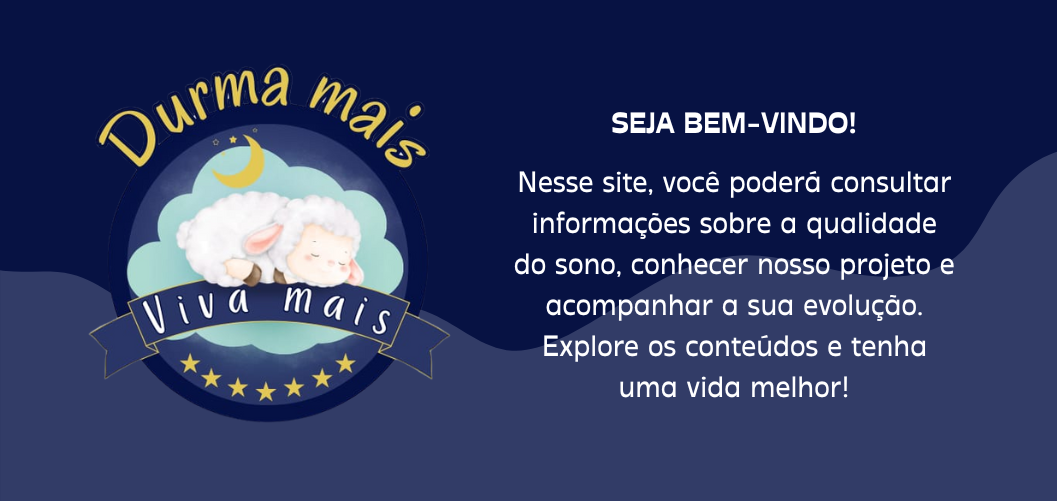 Durma mais
Viva mais
SEJA BEM-VINDO!
Nesse site, você poderá consultar
informações sobre a qualidade
do sono, conhecer nosso projeto e
acompanhar a sua evolução.
Explore os conteúdos e tenha
uma vida melhor!